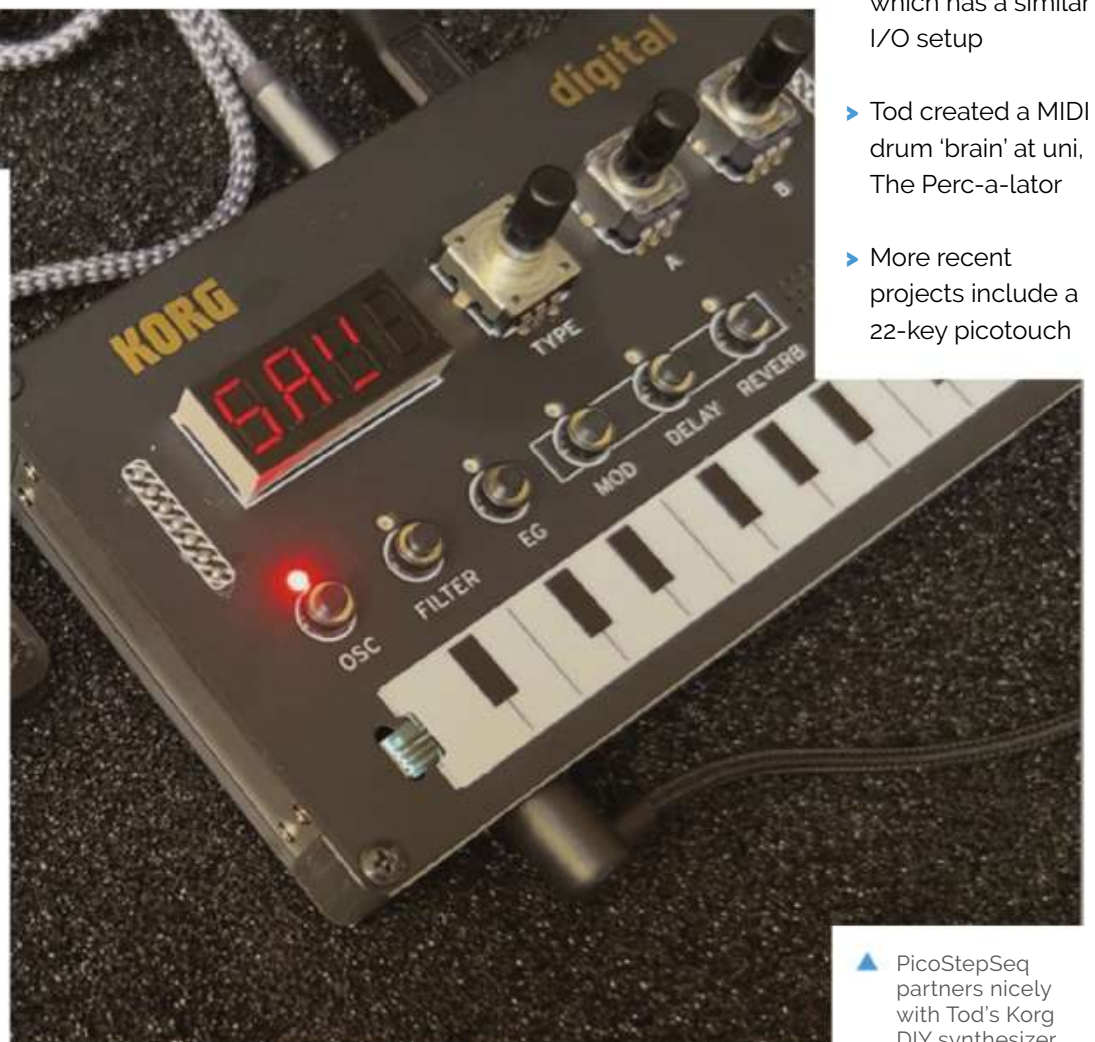 which has a similar
I/O setup
> Tod created a MIDI
drum ‘brain’ at uni,
The Perc-a-lator
> More recent
projects include a
22-key picotouch
digital
KORG
SAW
TYPE
A
B
OSC
FILTER
EG
MOD
DELAY
REVERB
PicoStepSeq
partners nicely
with Tod’s Korg
DIY synthesizer